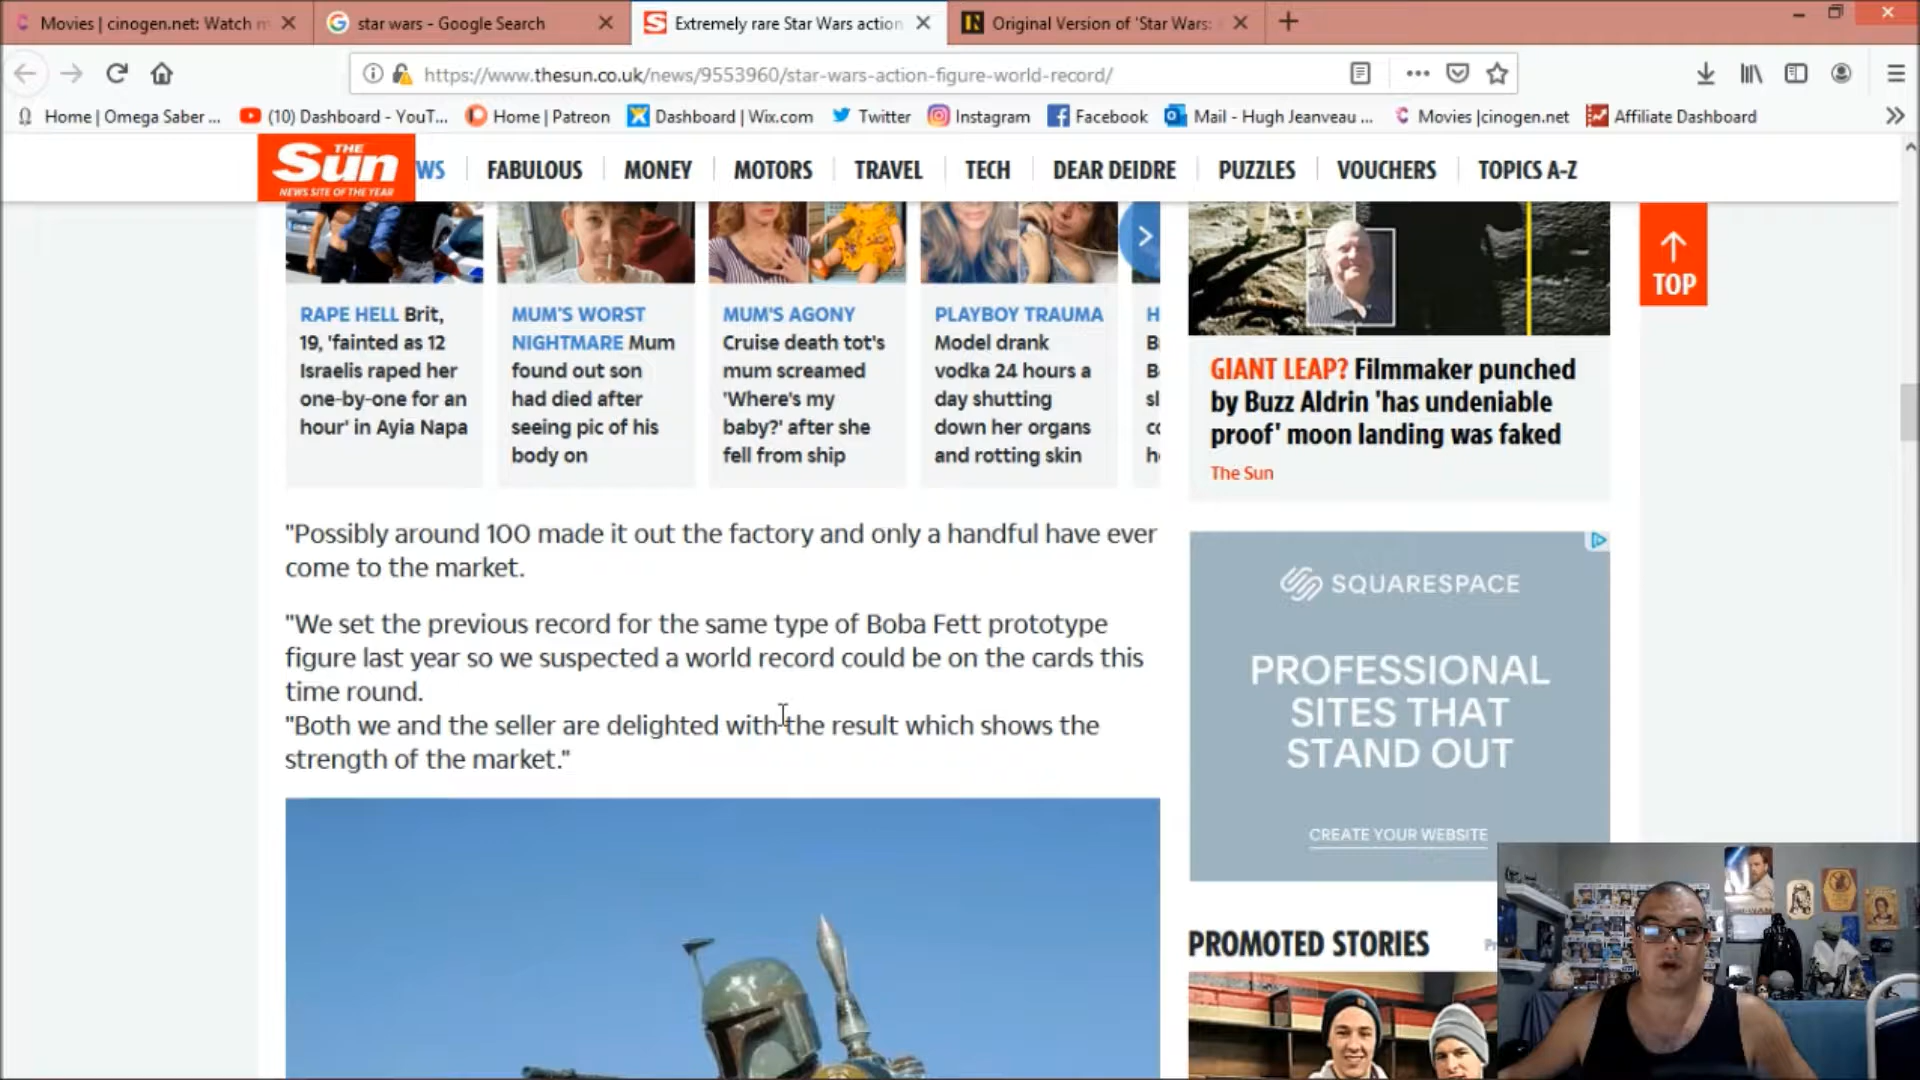 Movies | cinogen.net: Watch m
star wars - Google Search
Extremely rare Star Wars action
Original Version of 'Star Wars:
https://www.thesun.co.uk/news/9553960/star-wars-action-figure-world-record/
Home | Omega Saber ...
(10) Dashboard - YouT...
Home | Patreon
Dashboard | Wix.com
Twitter
Instagram
Facebook
Mail - Hugh Jeanveau ...
Movies |cinogen.net
Affiliate Dashboard
THE
Sun
NEWS SITE OF THE YEAR
WS
FABULOUS
MONEY
MOTORS
TRAVEL
TECH
DEAR DEIDRE
PUZZLES
VOUCHERS
TOPICS A-Z
TOP
RAPE HELL Brit,
19, 'fainted as 12
Israelis raped her
one-by-one for an
hour' in Ayia Napa
MUM'S WORST
NIGHTMARE Mum
found out son
had died after
seeing pic of his
body on
MUM'S AGONY
Cruise death tot's
mum screamed
'Where's my
baby?' after she
fell from ship
PLAYBOY TRAUMA
Model drank
vodka 24 hours a
day shutting
down her organs
and rotting skin
GIANT LEAP? Filmmaker punched
by Buzz Aldrin 'has undeniable
proof' moon landing was faked
The Sun
"Possibly around 100 made it out the factory and only a handful have ever
come to the market.
"We set the previous record for the same type of Boba Fett prototype
figure last year so we suspected a world record could be on the cards this
time round.
"Both we and the seller are delighted with the result which shows the
strength of the market."
SQUARESPACE
PROFESSIONAL
SITES THAT
STAND OUT
CREATE YOUR WEBSITE
PROMOTED STORIES